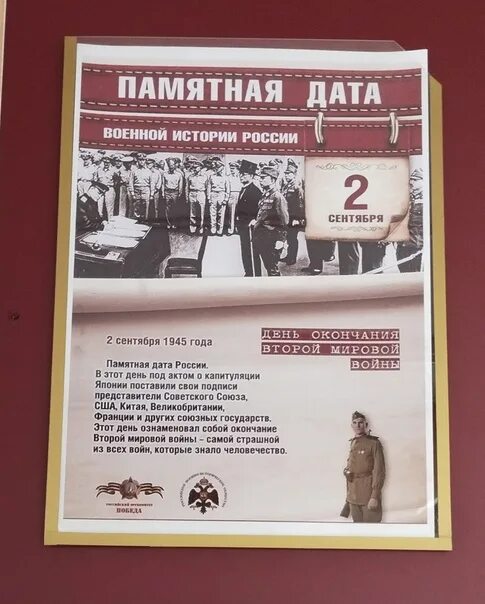 ПАМЯТНАЯ ДАТА
ВОЕННОЙ ИСТОРИИ РОССИИ
2
СЕНТЯБРЯ
2 сентября 1945 года
ДЕНЬ ОКОНЧАНИЯ
ВТОРОЙ МИРОВОЙ
ВОЙНЫ
Памятная дата России.
В этот день под актом о капитуляции
Японии поставили свои подписи
представители Советского Союза,
США, Китая, Великобритании,
Франции и других союзных государств.
Этот день ознаменовал собой окончание
Второй мировой войны – самой страшной
из всех войн, которые знало человечество.
РОССИЙСКИЙ ОРГКОМИТЕТ
ПОБЕДА